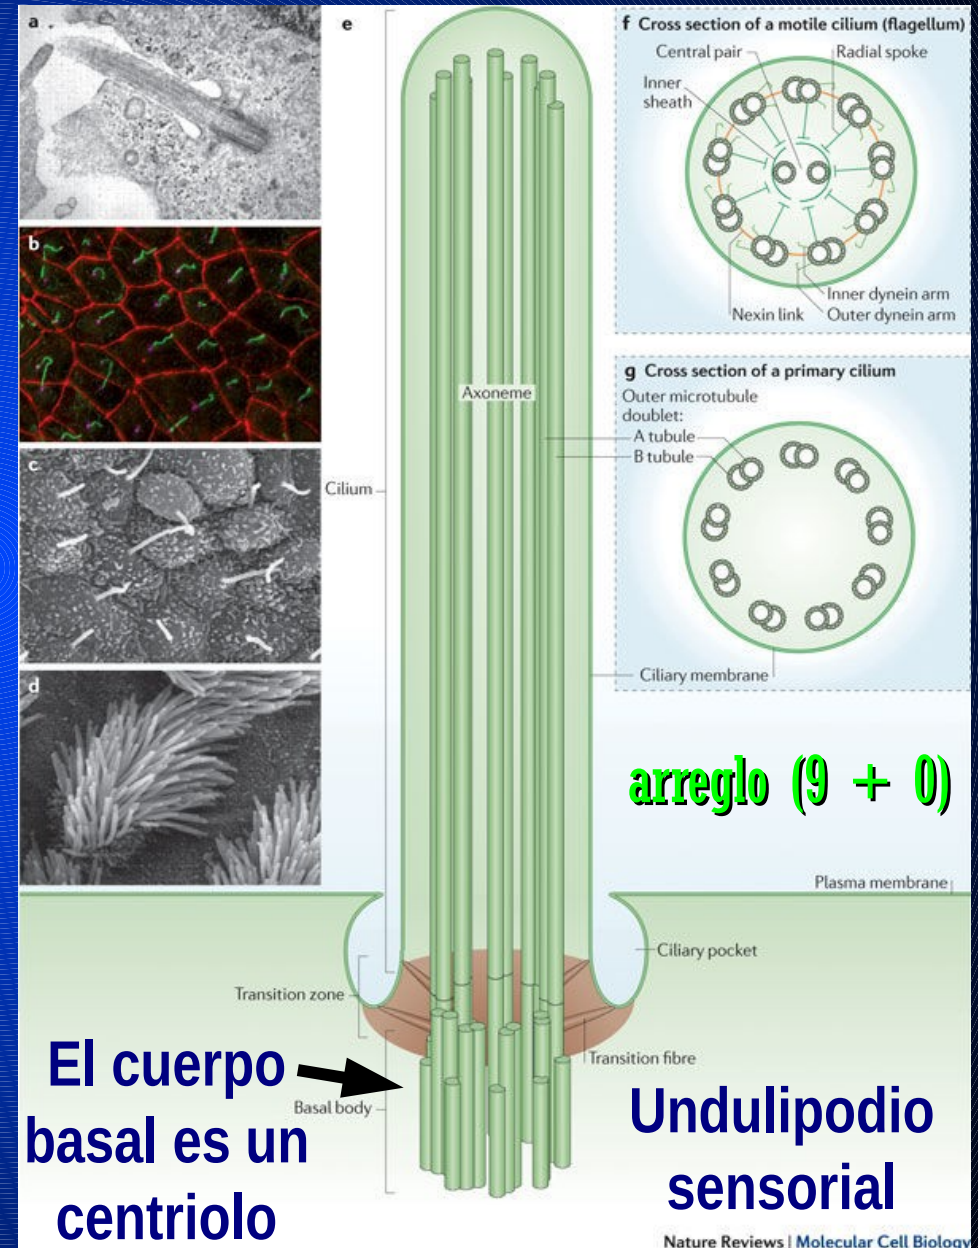 a
b
c
d
e
Cilium
Axoneme
Transition zone
Basal body
Transition fibre
Ciliary pocket
Plasma membrane
Ciliary membrane
f Cross section of a motile cilium (flagellum)
Central pair
Radial spoke
Inner
sheath
Inner dynein arm
Nexin link
Outer dynein arm
g Cross section of a primary cilium
Outer microtubule
doublet:
A tubule
B tubule
arreglo (9 + 0)
El cuerpo
basal es un
centriolo
Undulipodio
sensorial
Nature Reviews | Molecular Cell Biology